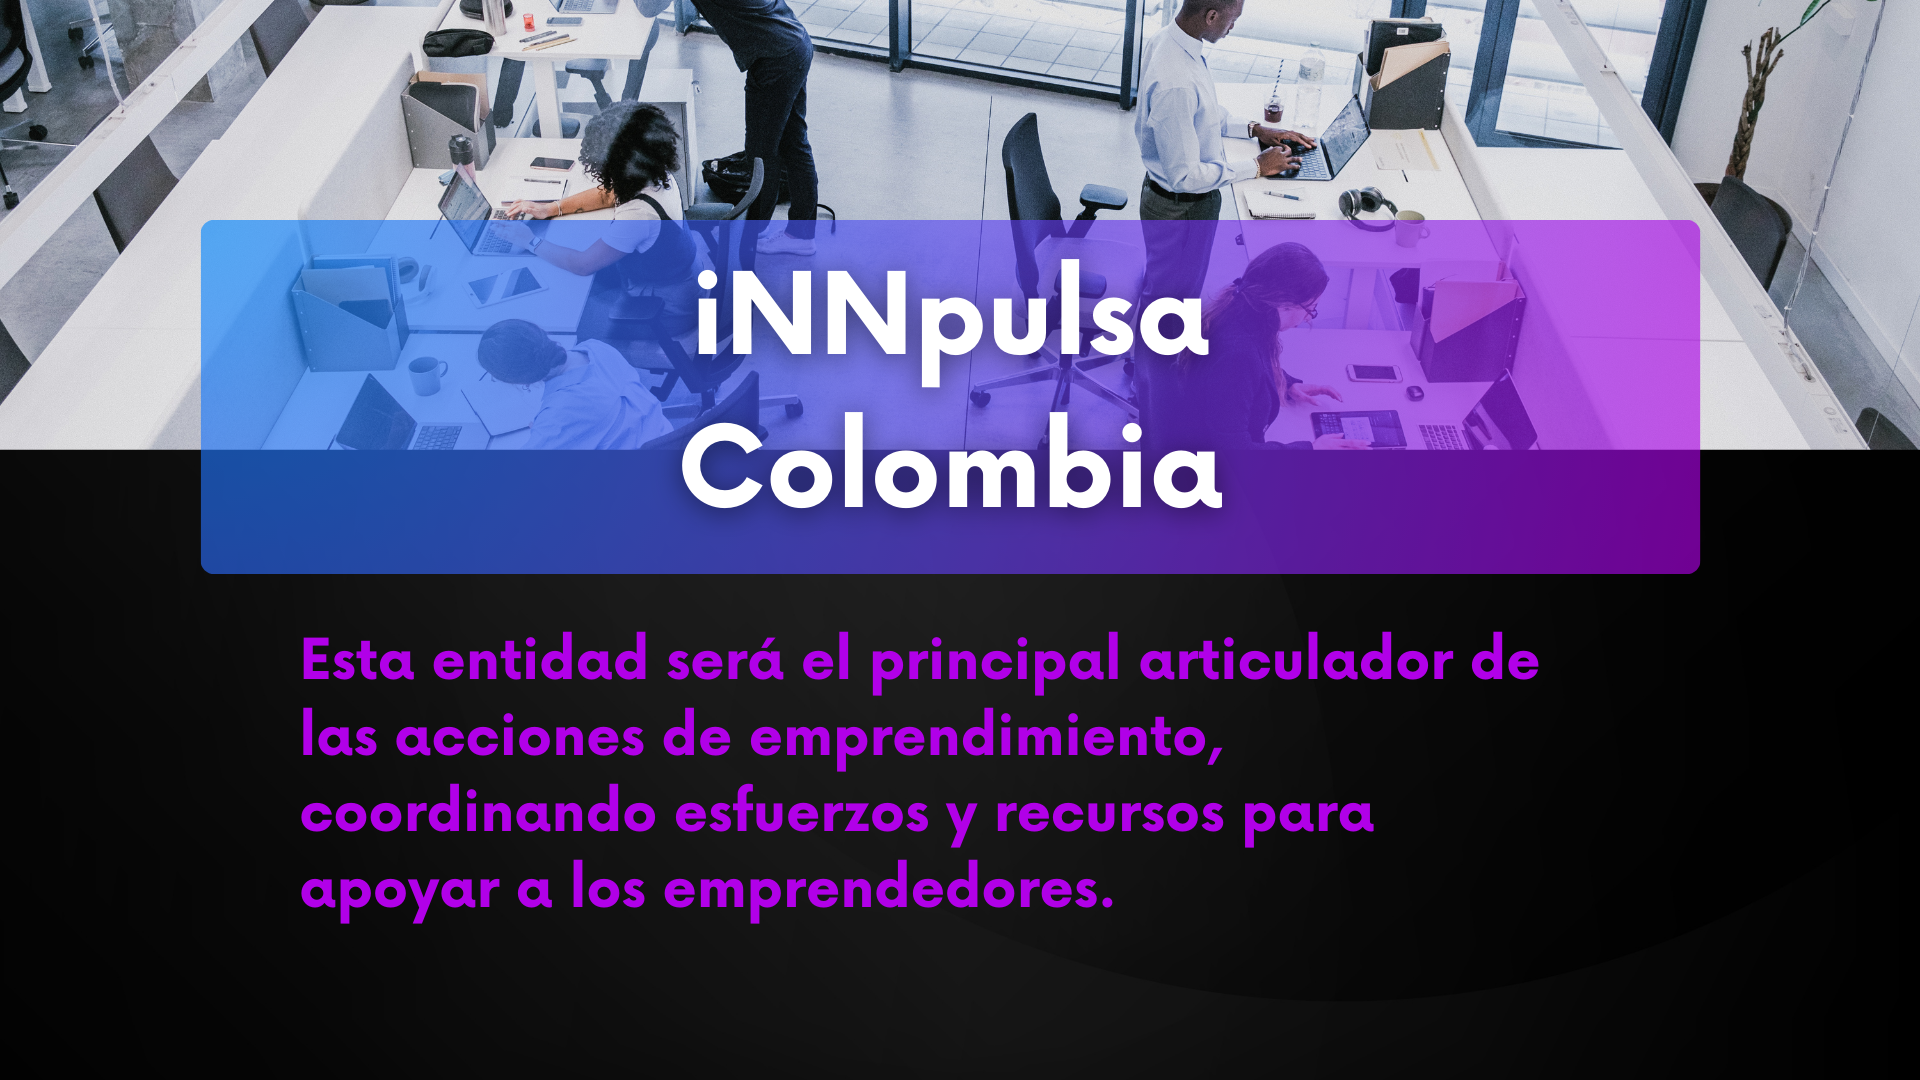 iNNpulsa
Colombia
Esta entidad será el principal articulador de
las acciones de emprendimiento,
coordinando esfuerzos y recursos para
apoyar a los emprendedores.